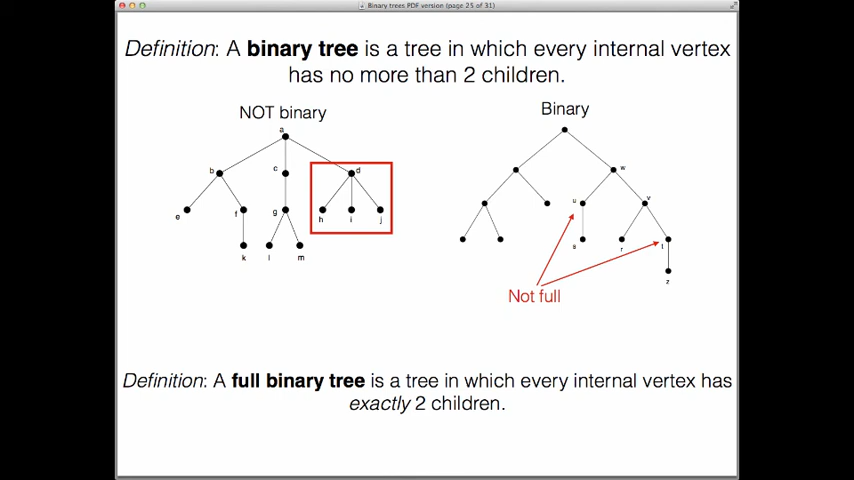 Binary trees PDF version (page 25 of 31)
Definition: A binary tree is a tree in which every internal vertex
has no more than 2 children.
NOT binary
Binary
a
b
c
d
e
f
g
h
i
j
k
l
m
w
u
v
s
r
t
z
Not full
Definition: A full binary tree is a tree in which every internal vertex has
exactly 2 children.